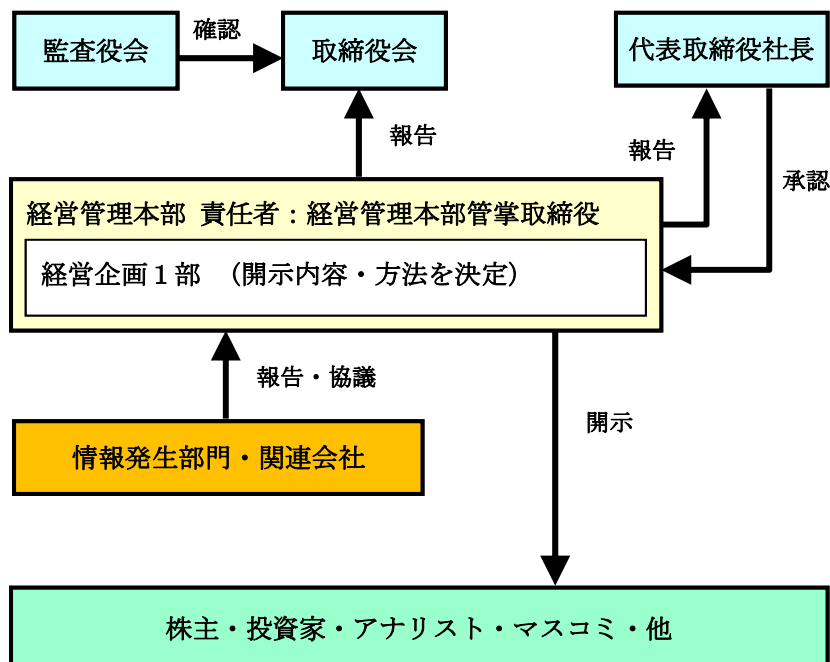 監査役会
確認
取締役会
代表取締役社長
報告
報告
承認
経営管理本部 責任者：経営管理本部管掌取締役
経営企画１部 （開示内容・方法を決定）
報告・協議
開示
情報発生部門・関連会社
株主・投資家・アナリスト・マスコミ・他